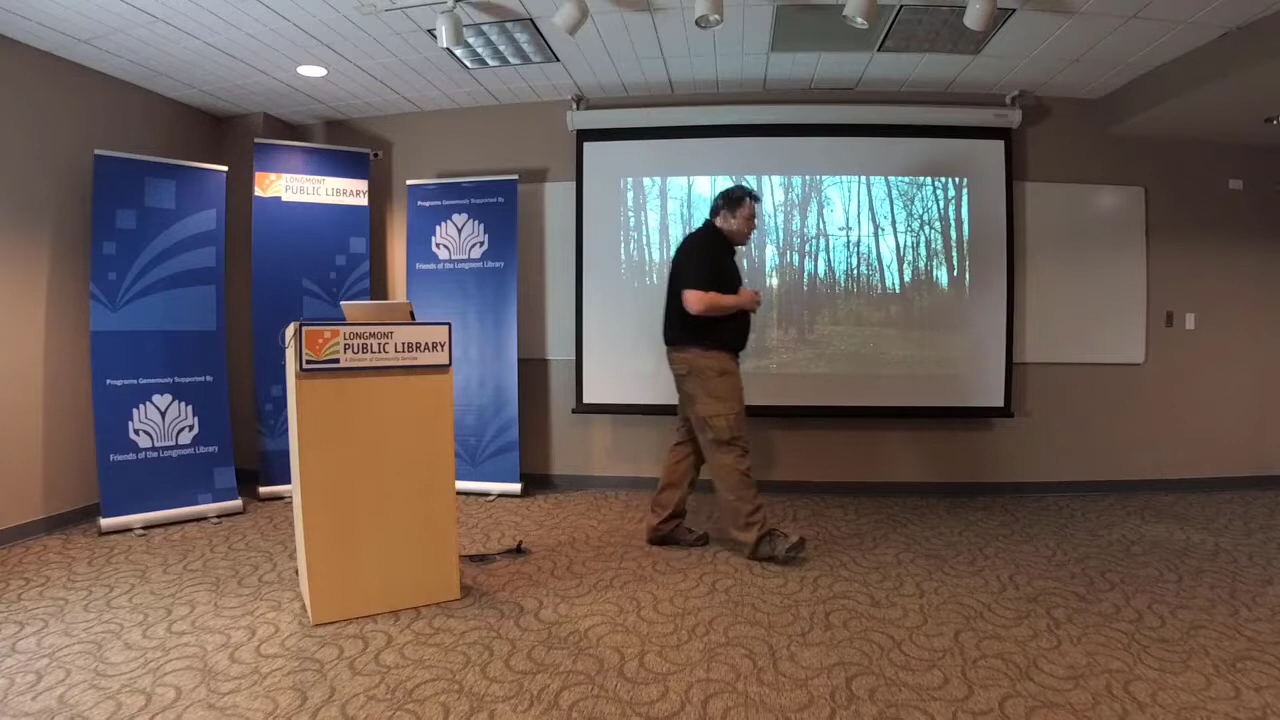 Programs Generously Supported By
Friends of the Longmont Library
LONGMONT
PUBLIC LIBRARY
Programs Generously Supported By
Friends of the Longmont Library
LONGMONT
PUBLIC LIBRARY
A Division of Community Services